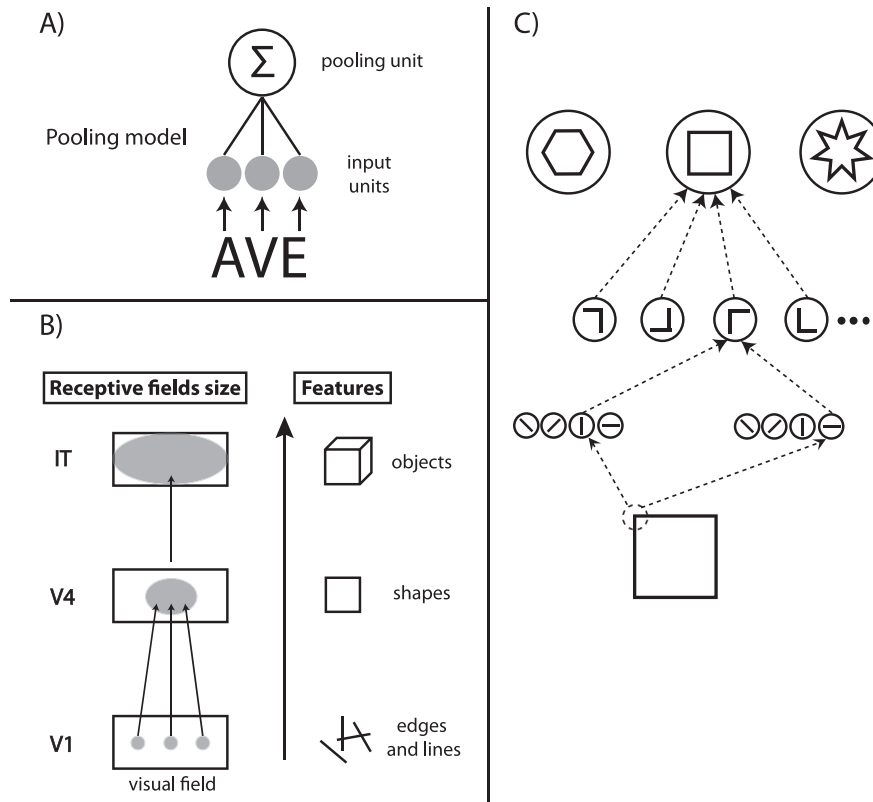 A)
Σ
pooling unit
Pooling model
input
units
AVE
B)
Receptive fields size
Features
IT
objects
V4
shapes
V1
edges
and lines
visual field
C)